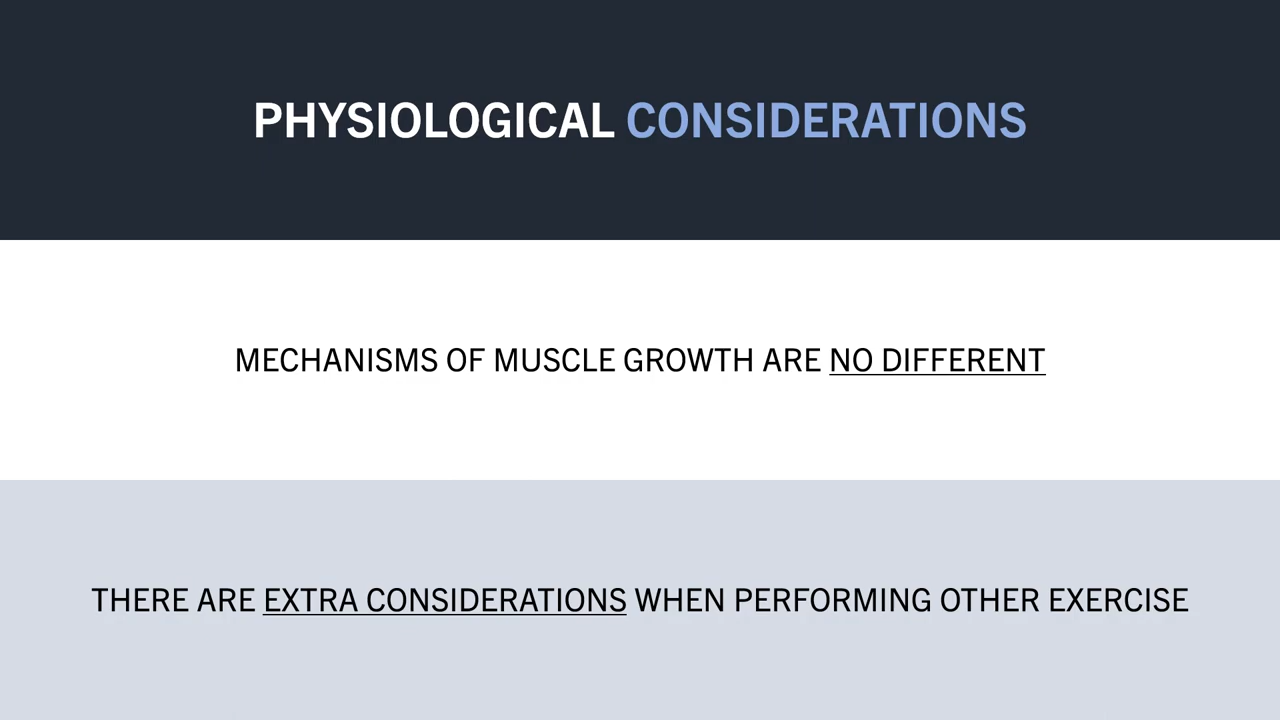 PHYSIOLOGICAL CONSIDERATIONS
MECHANISMS OF MUSCLE GROWTH ARE NO DIFFERENT
THERE ARE EXTRA CONSIDERATIONS WHEN PERFORMING OTHER EXERCISE